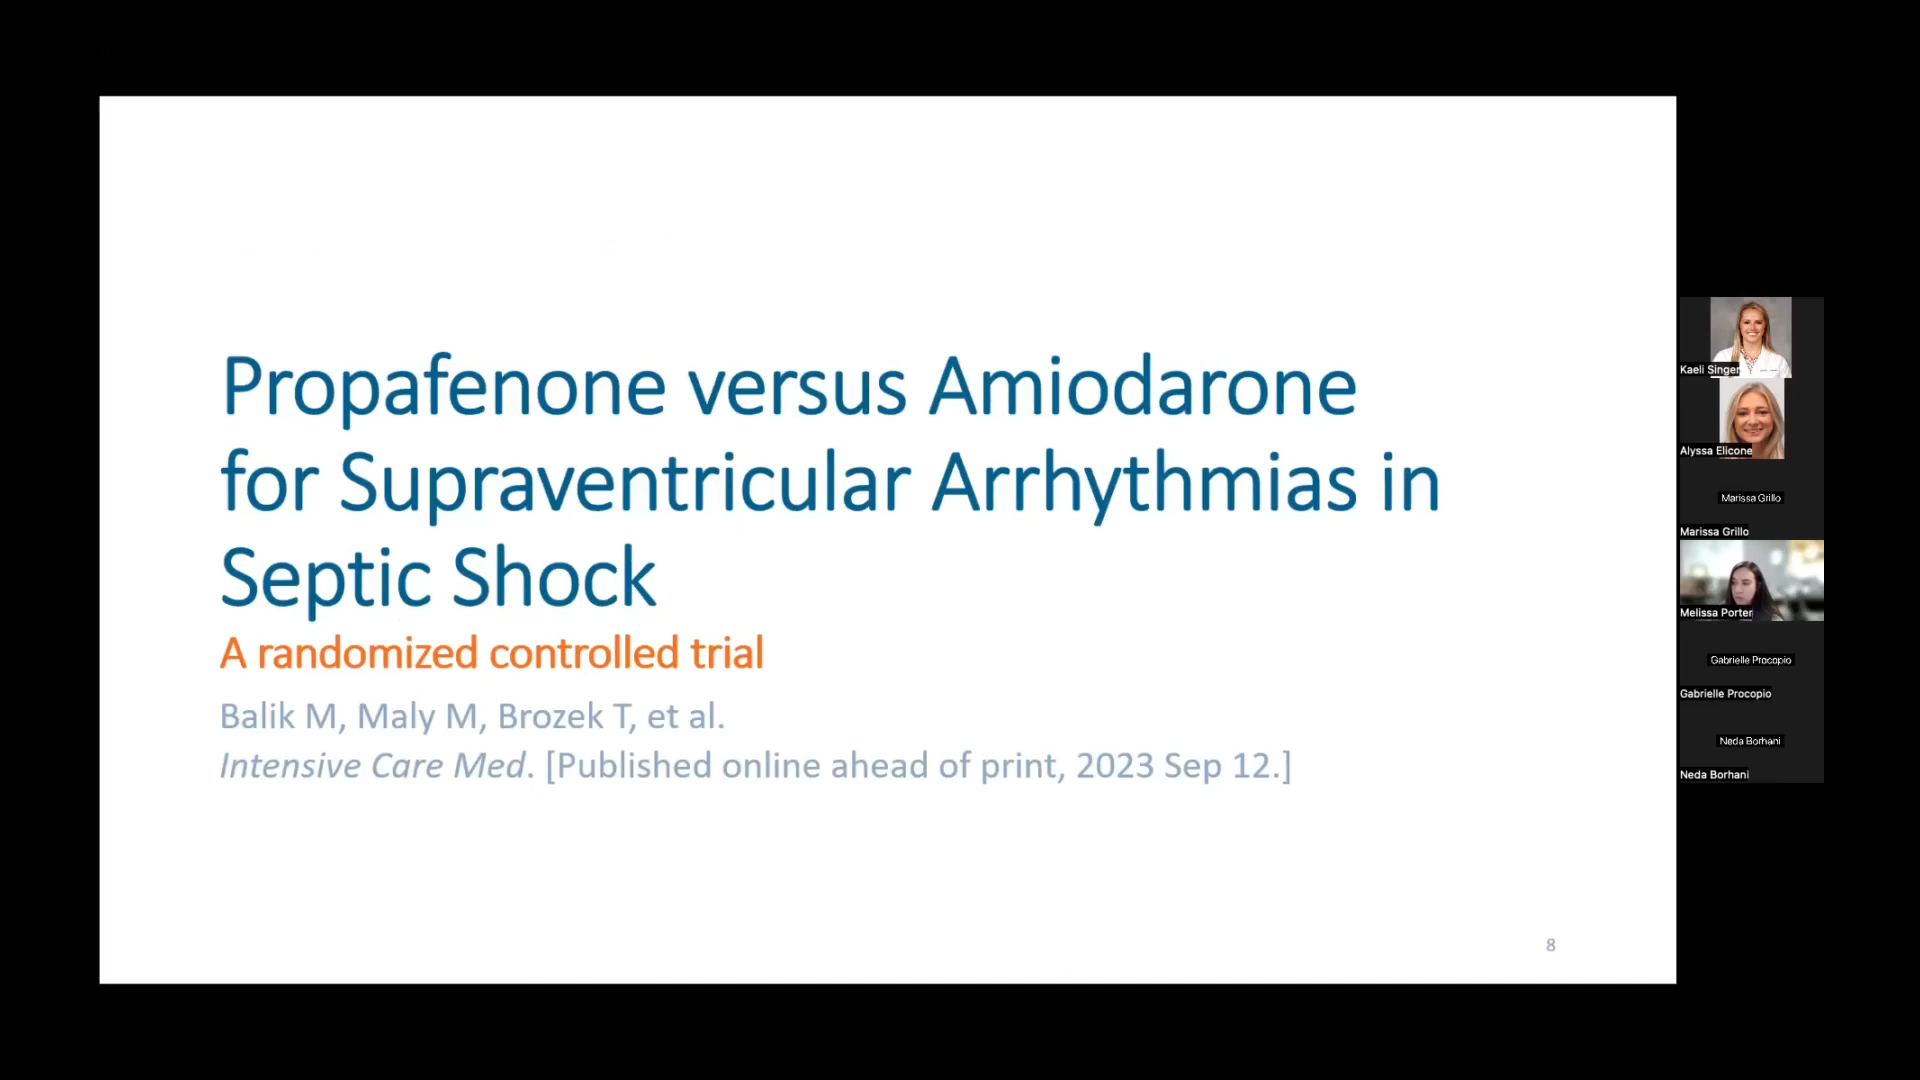 Propafenone versus Amiodarone
for Supraventricular Arrhythmias in
Septic Shock
A randomized controlled trial
Balik M, Maly M, Brozek T, et al.
Intensive Care Med. [Published online ahead of print, 2023 Sep 12.]
8
Kaeli Singer
Alyssa Elicone
Marissa Grillo
Marissa Grillo
Melissa Porter
Gabrielle Procopio
Gabrielle Procopio
Neda Borhani
Neda Borhani